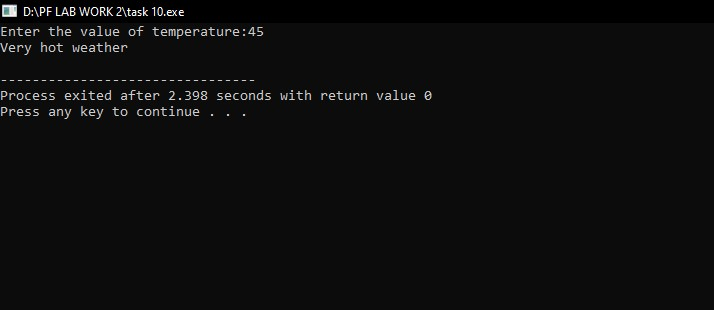 D:\PF LAB WORK 2\task 10.exe
Enter the value of temperature:45
Very hot weather
--------------------------------
Process exited after 2.398 seconds with return value 0
Press any key to continue . . .